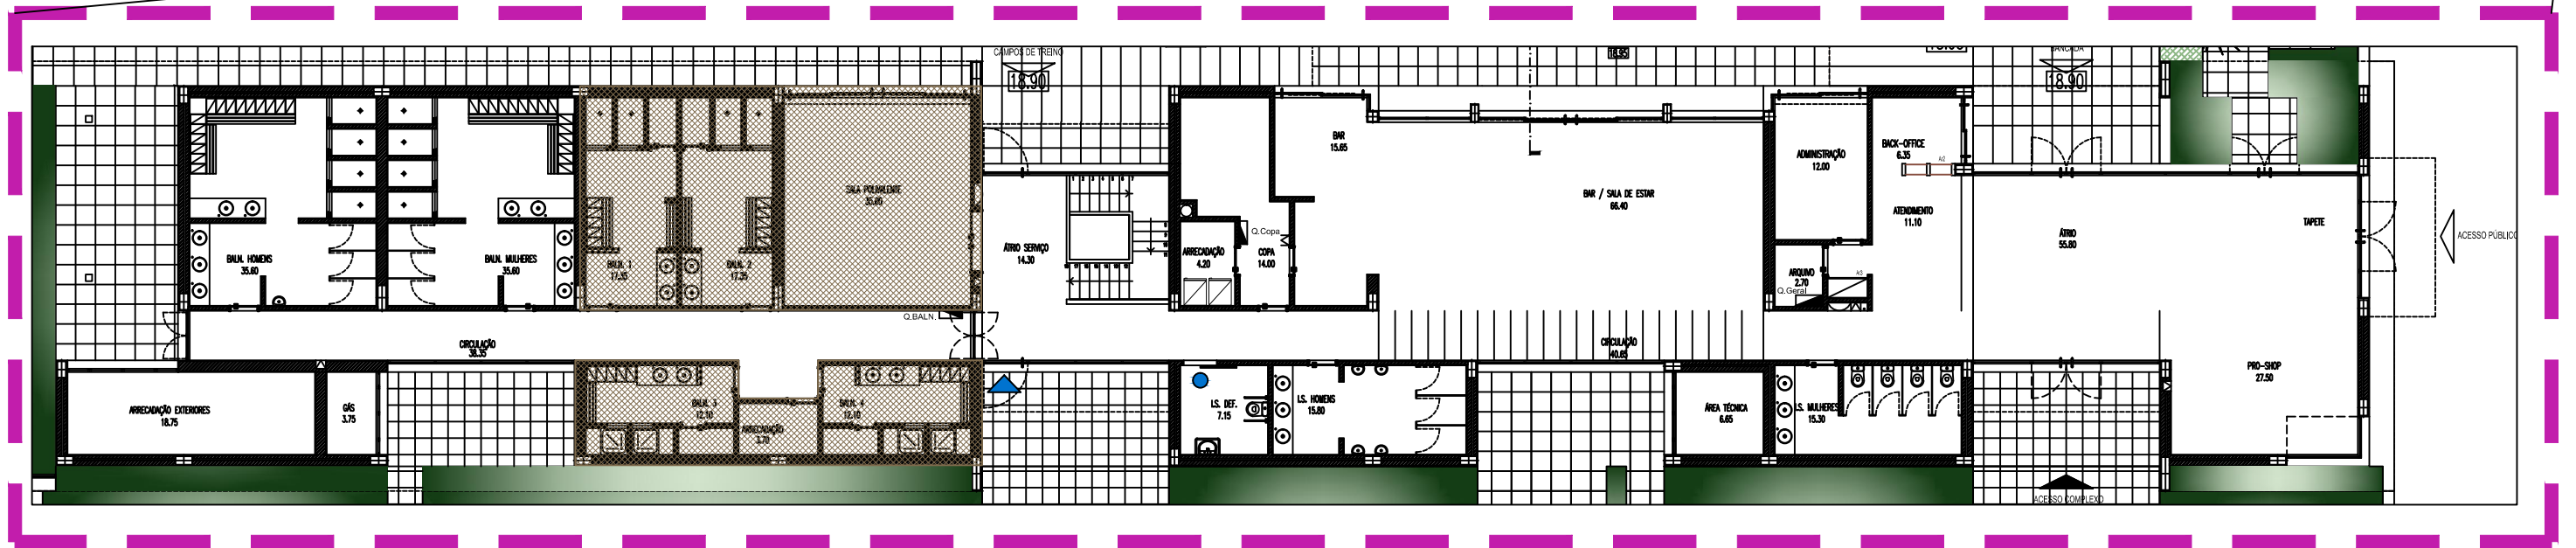 CAMPOS DE TREINO
18.90
18.95
BANCADA
18.90
BALN. HOMENS
35.60
BALN. MULHERES
35.60
BALN. 1
17.35
BALN. 2
17.35
SALA POLIVALENTE
ÁTRIO SERVIÇO
14.30
ARRECADAÇÃO
4.20
Q.Copa
COPA
14.00
BAR
15.65
BAR / SALA DE ESTAR
66.40
ADMINISTRAÇÃO
12.00
BACK-OFFICE
6.35
ATENDIMENTO
11.10
ARQUIVO
2.70
Q.Geral
ÁTRIO
55.80
TAPETE
ACESSO PÚBLICO
Q.BALN.
CIRCULAÇÃO
38.35
CIRCULAÇÃO
40.65
ARRECADAÇÃO EXTERIORES
18.75
GÁS
3.75
BALN. 3
12.10
ARRECADAÇÃO
3.70
BALN. 4
12.10
I.S. DEF.
7.15
I.S. HOMENS
15.80
ÁREA TÉCNICA
6.65
I.S. MULHERES
15.30
PRO-SHOP
27.50
ACESSO COMPLEXO